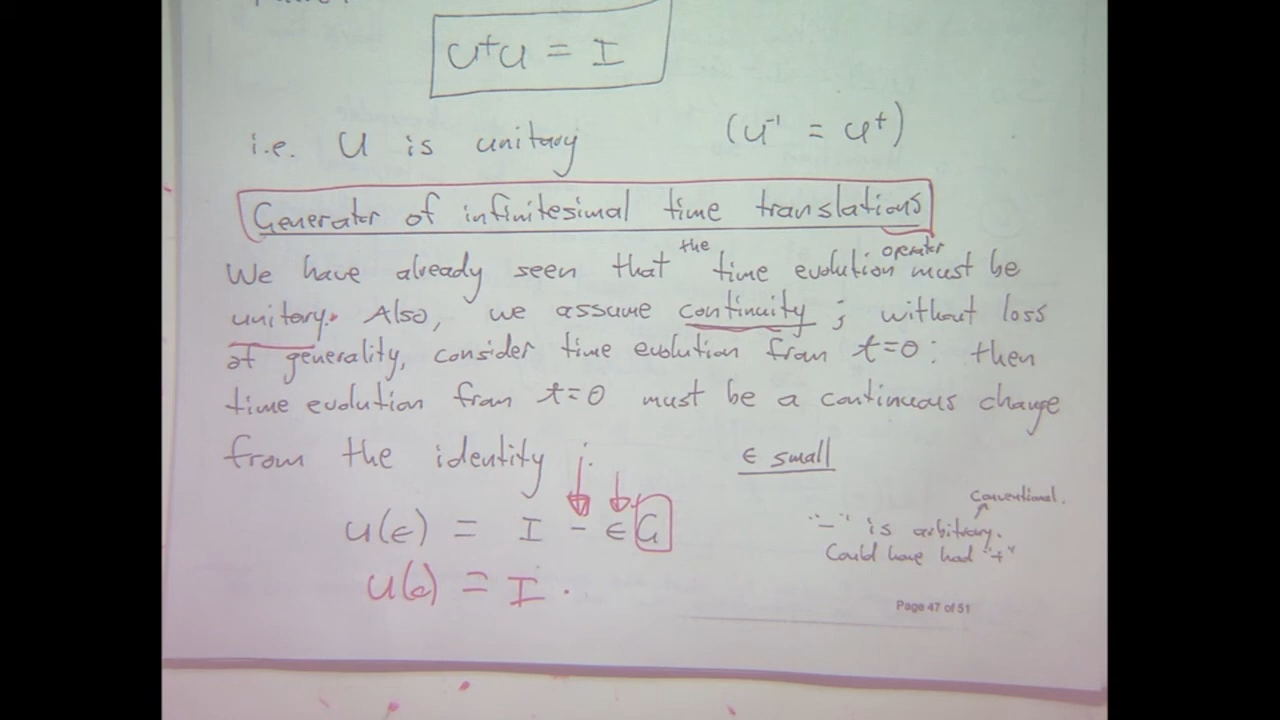 U†U = I
i.e. U is unitary (U⁻¹ = U†)
Generator of infinitesimal time translations
We have already seen that the time evolution operator must be
unitary. Also, we assume continuity ; without loss
of generality, consider time evolution from t=0 : then
time evolution from t=0 must be a continuous change
from the identity :
ϵ small
U(ϵ) = I - ϵG
"-" is arbitrary.
Conventional.
Could have had "+"
U(0) = I .
Page 47 of 51